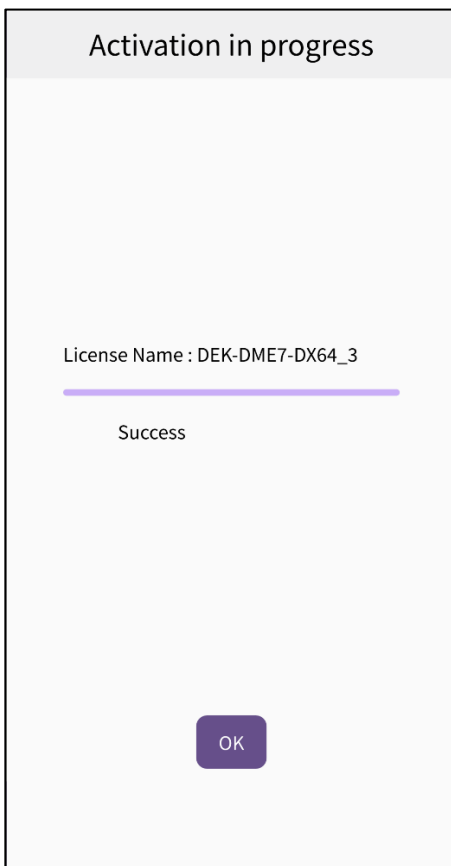 Activation in progress
License Name : DEK-DME7-DX64_3
Success
OK